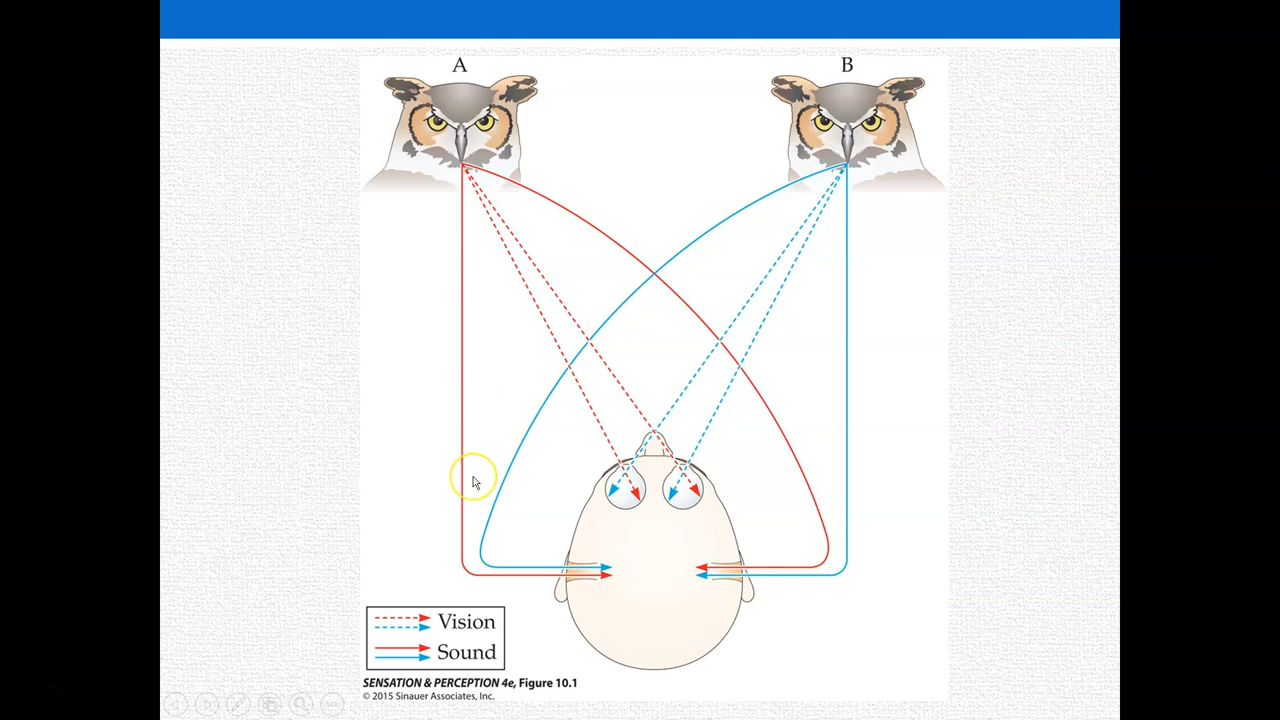 A
B
Vision
Sound
SENSATION & PERCEPTION 4e, Figure 10.1
© 2015 Sinauer Associates, Inc.